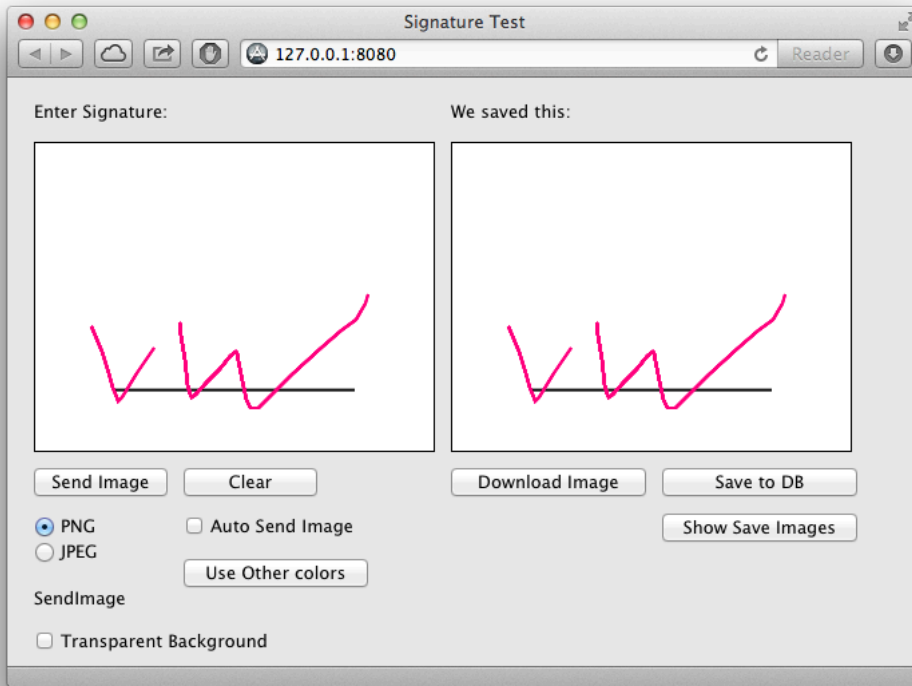 Signature Test
127.0.0.1:8080
Reader
Enter Signature:
We saved this:
Send Image
Clear
Download Image
Save to DB
PNG
Auto Send Image
Show Save Images
JPEG
Use Other colors
SendImage
Transparent Background